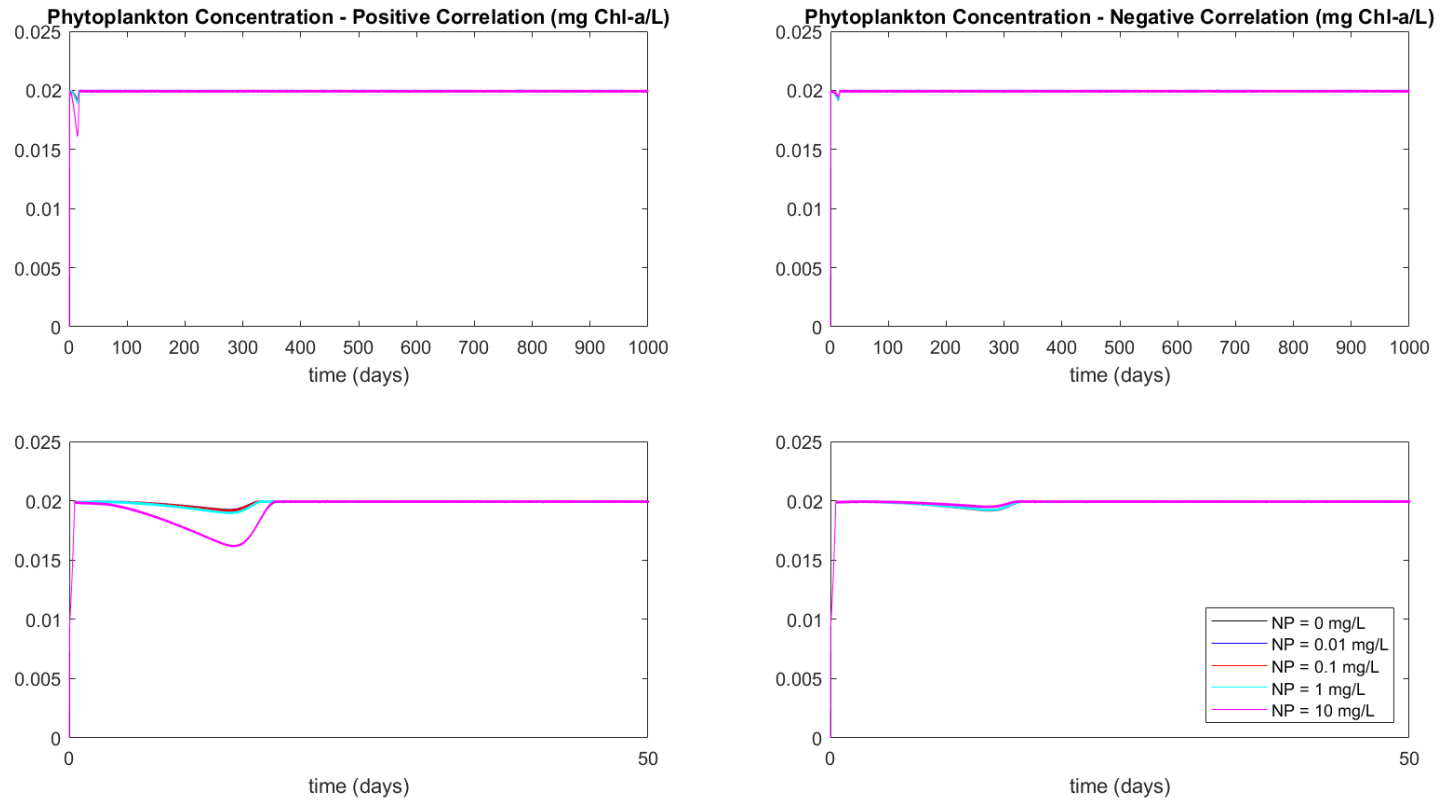 Phytoplankton Concentration - Positive Correlation (mg Chl-a/L)
0.025
0.02
0.015
0.01
0.005
0
0 100 200 300 400 500 600 700 800 900 1000
time (days)
Phytoplankton Concentration - Negative Correlation (mg Chl-a/L)
0.025
0.02
0.015
0.01
0.005
0
0 100 200 300 400 500 600 700 800 900 1000
time (days)
0.025
0.02
0.015
0.01
0.005
0
0 50
time (days)
0.025
0.02
0.015
0.01
0.005
0
0 50
time (days)
NP = 0 mg/L
NP = 0.01 mg/L
NP = 0.1 mg/L
NP = 1 mg/L
NP = 10 mg/L